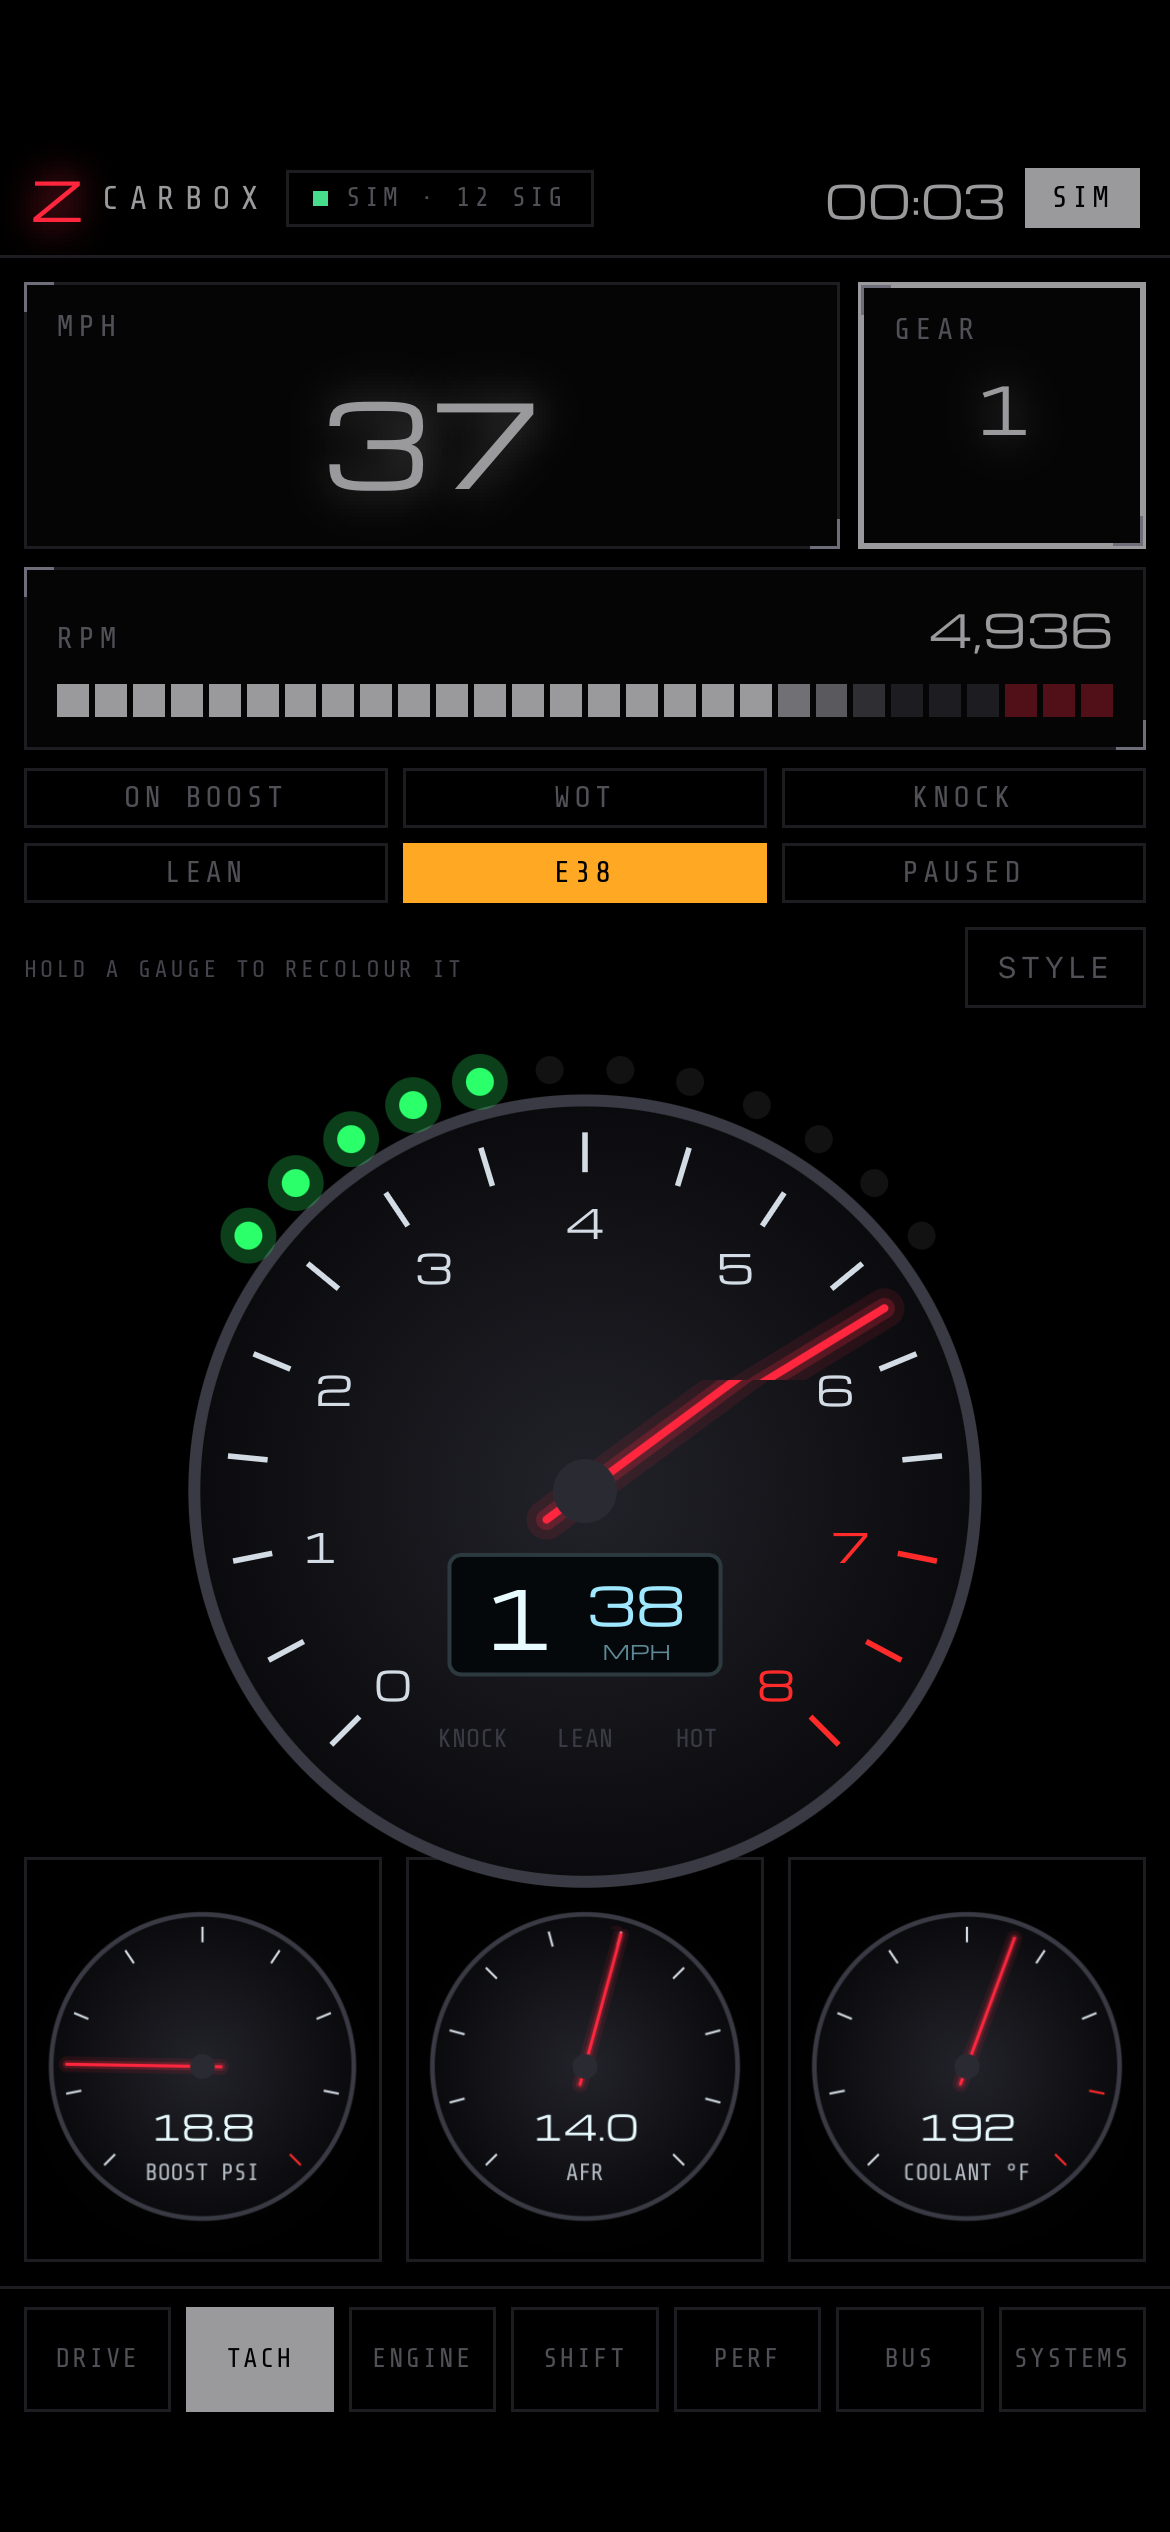 Z CARBOX SIM · 12 SIG 00:03 SIM
MPH
37
GEAR
1
RPM
4,936
ON BOOST WOT KNOCK
LEAN E38 PAUSED
HOLD A GAUGE TO RECOLOUR IT STYLE
4
3 5
2 6
1 7
1 38
MPH
0 8
KNOCK LEAN HOT
18.8
BOOST PSI
14.0
AFR
192
COOLANT °F
DRIVE TACH ENGINE SHIFT PERF BUS SYSTEMS